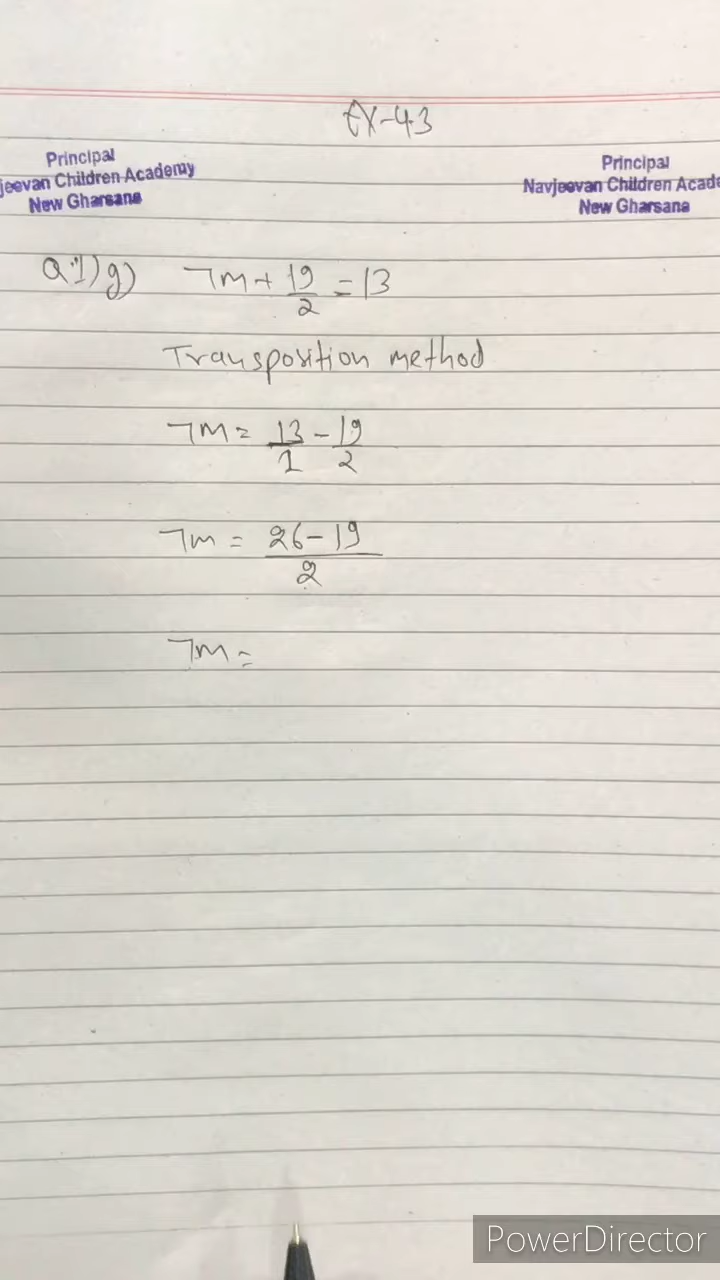 EX-43
Principal
jeevan Children Academy
New Gharsana
Principal
Navjeevan Children Acade
New Gharsana
Q.1) g) 7m + 19/2 = 13
Transposition method
7m = 13/1 - 19/2
7m = 26-19/2
7m =
PowerDirector